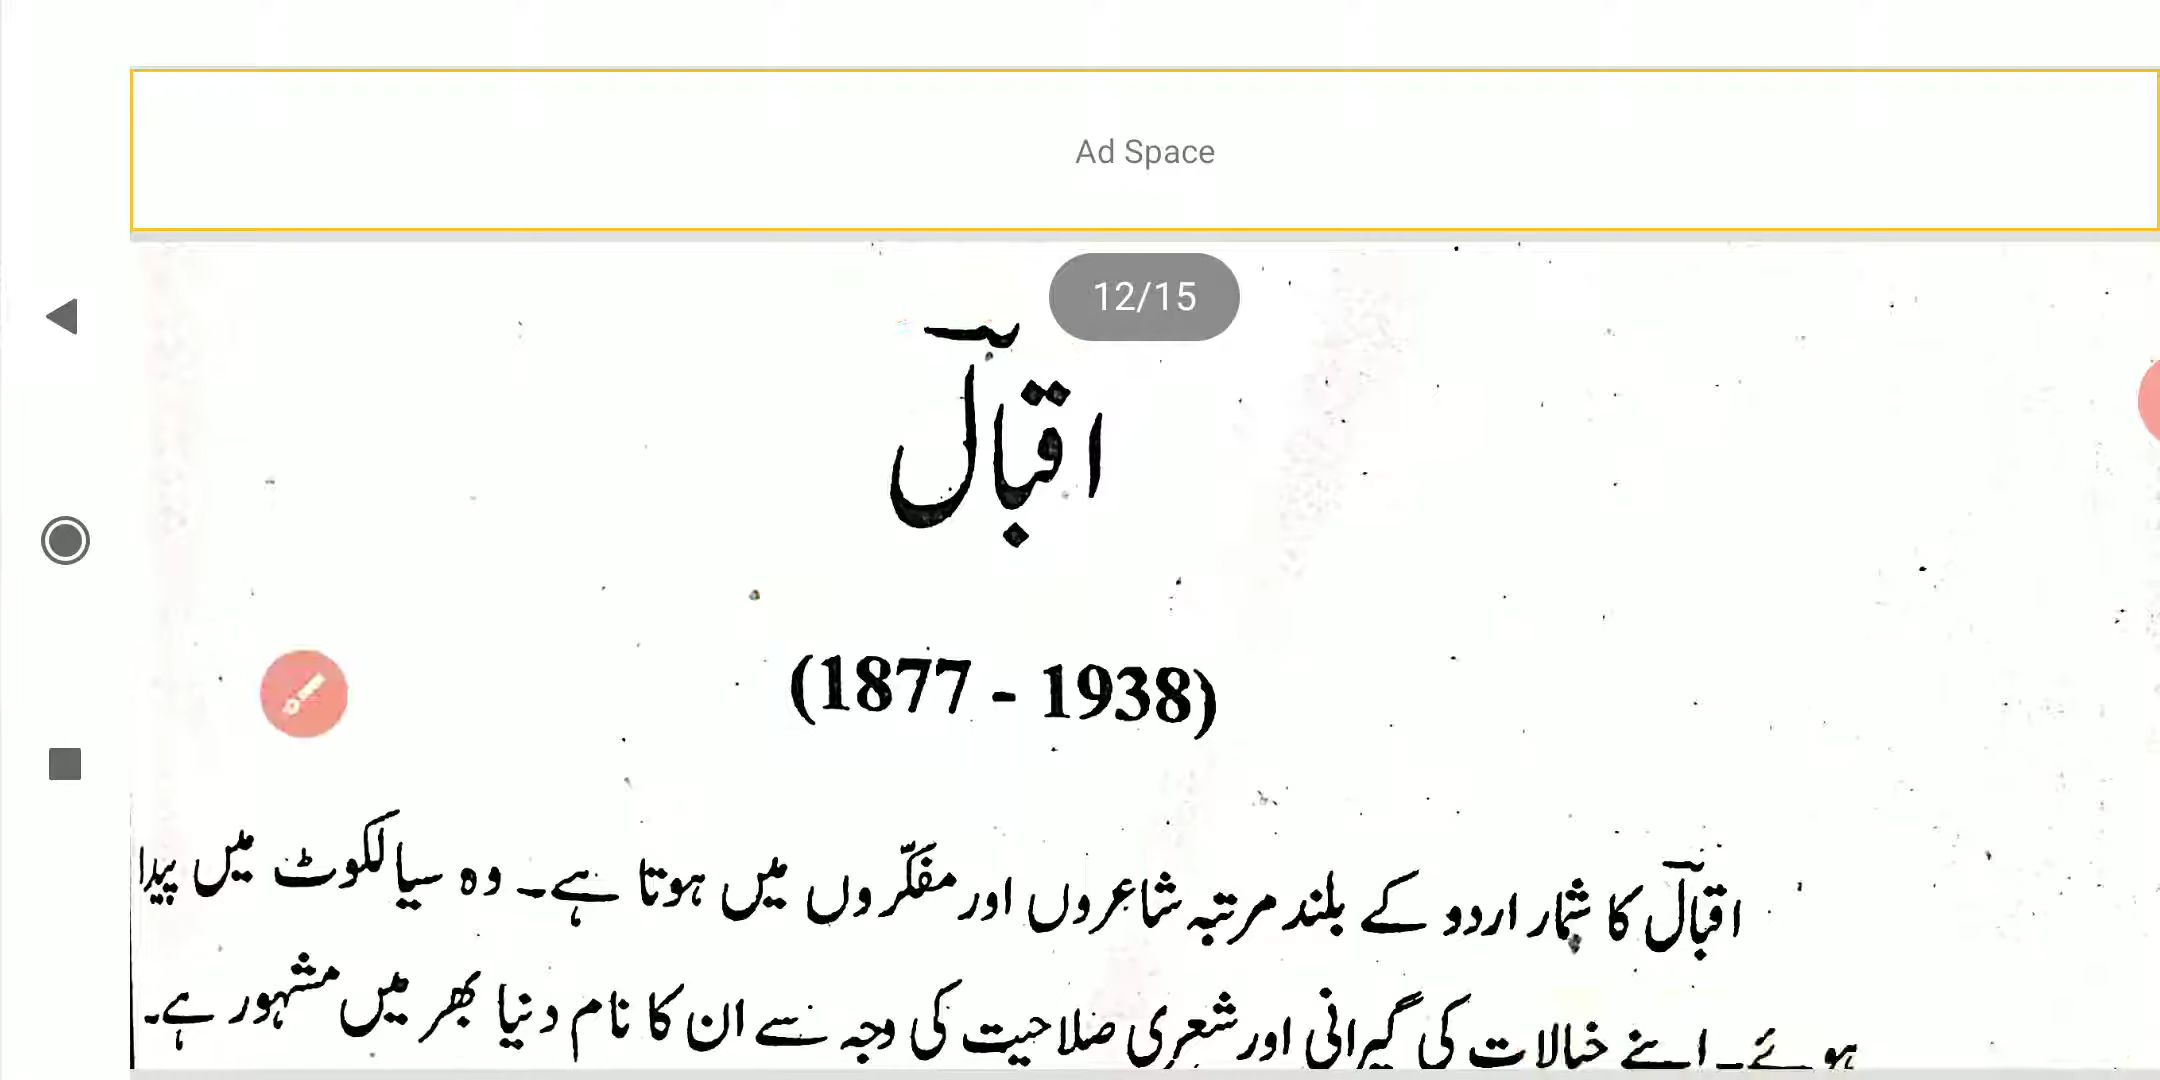 Ad Space
12/15
اقبالؔ
(1877 - 1938)
اقبالؔ کا شمار اردو کے بلند مرتبہ شاعروں اور مفکّروں میں ہوتا ہے۔ وہ سیالکوٹ میں پیدا
ہوئے۔ اپنے خیالات کی گیرائی اور شعری صلاحیت کی وجہ سے ان کا نام دنیا بھر میں مشہور ہے۔